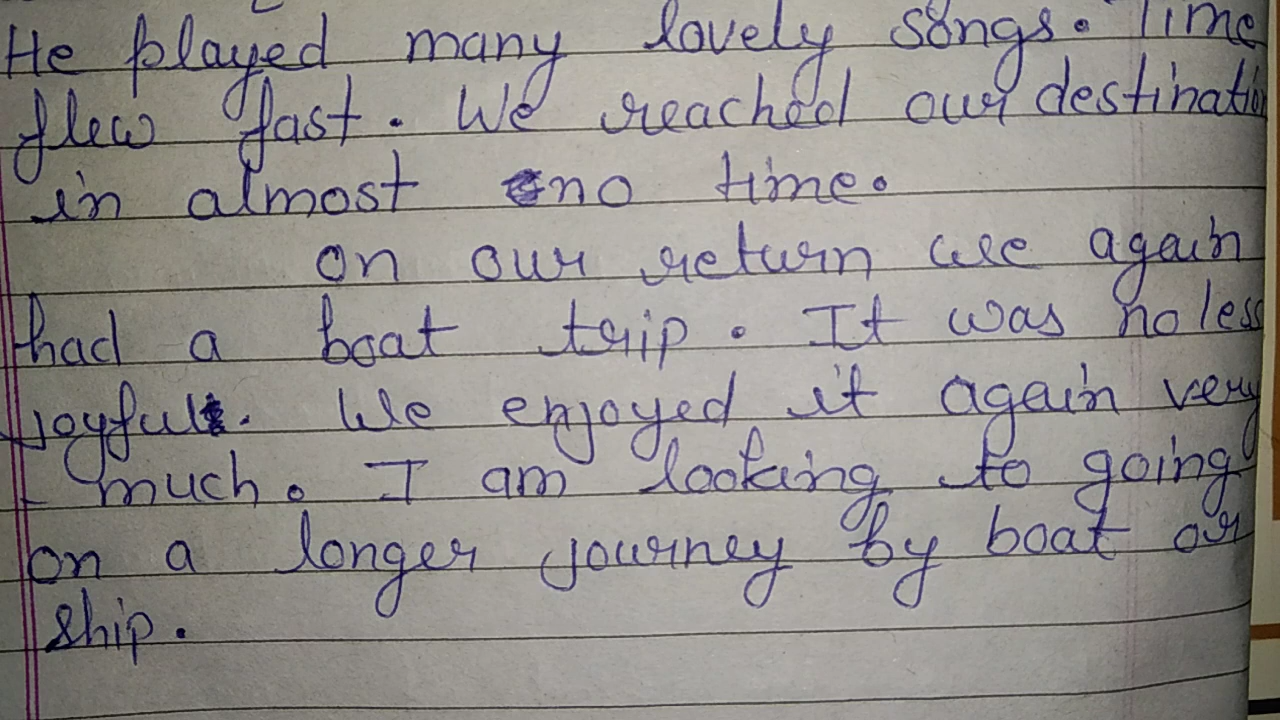 He played many lovely songs. Time
flew fast. We reached our destination
in almost no time.
on our return we again
had a boat trip. It was no less
joyful. We enjoyed it again very
much. I am looking to going
on a longer journey by boat or
ship.